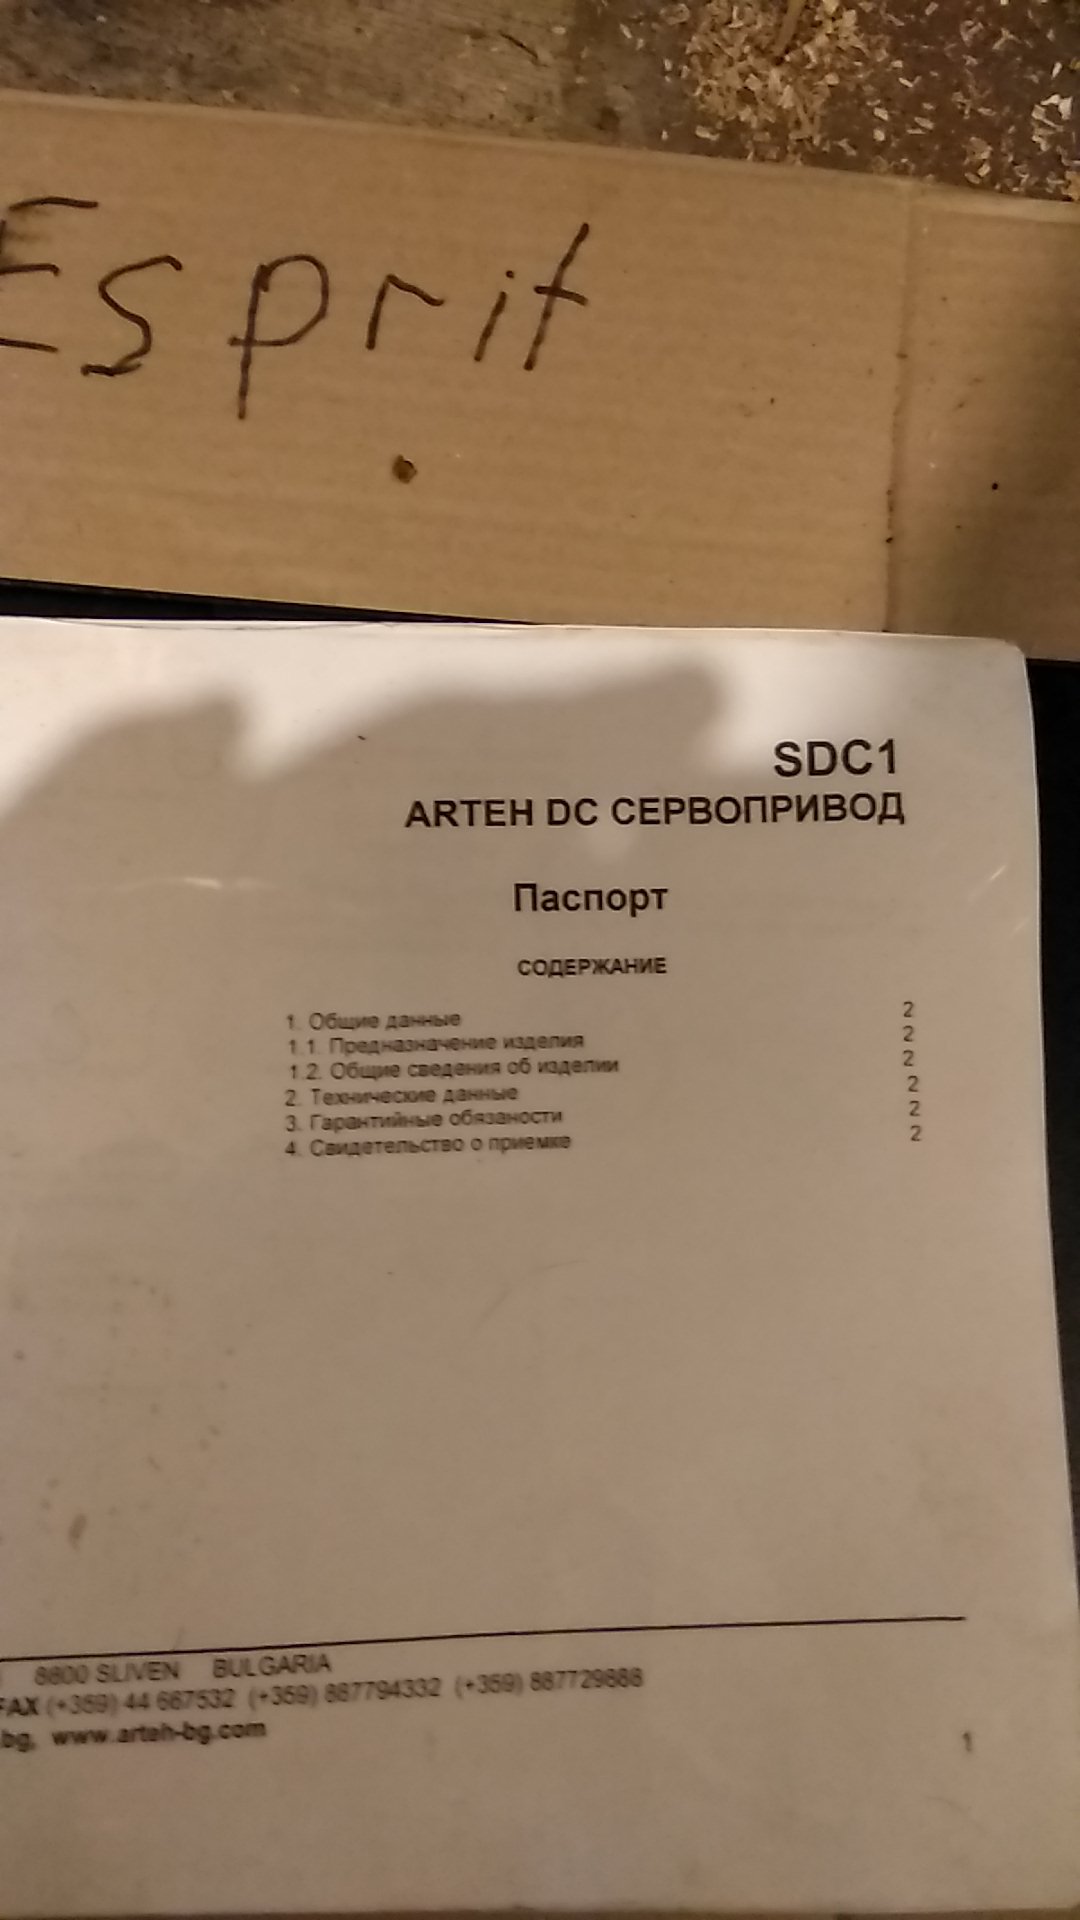 Esprit
SDC1
ARTEH DC СЕРВОПРИВОД
Паспорт
СОДЕРЖАНИЕ
1. Общие данные 2
1.1. Предназначение изделия 2
1.2. Общие сведения об изделии 2
2. Технические данные 2
3. Гарантийные обязаности 2
4. Свидетельство о приемке 2
8800 SLIVEN BULGARIA
FAX (+359) 44 667532 (+359) 887794332 (+359) 887729888
.bg, www.arteh-bg.com
1